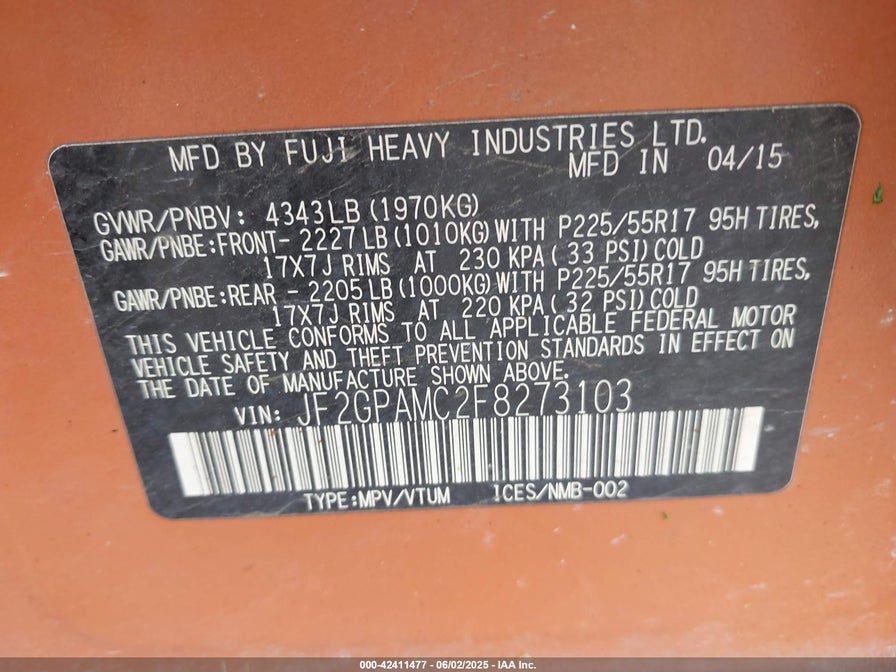 MFD BY FUJI HEAVY INDUSTRIES LTD.
MFD IN 04/15
GVWR/PNBV: 4343LB (1970KG)
GAWR/PNBE:FRONT- 2227 LB (1010KG) WITH P225/55R17 95H TIRES,
17X7J RIMS AT 230 KPA ( 33 PSI) COLD
GAWR/PNBE:REAR - 2205 LB (1000KG) WITH P225/55R17 95H TIRES,
17X7J RIMS AT 220 KPA ( 32 PSI) COLD
THIS VEHICLE CONFORMS TO ALL APPLICABLE FEDERAL MOTOR
VEHICLE SAFETY AND THEFT PREVENTION STANDARDS IN EFFECT ON
THE DATE OF MANUFACTURE SHOWN ABOVE.
VIN: JF2GPAMC2F8273103
TYPE:MPV/VTUM ICES/NMB-002
000-42411477 - 06/02/2025 - IAA Inc.